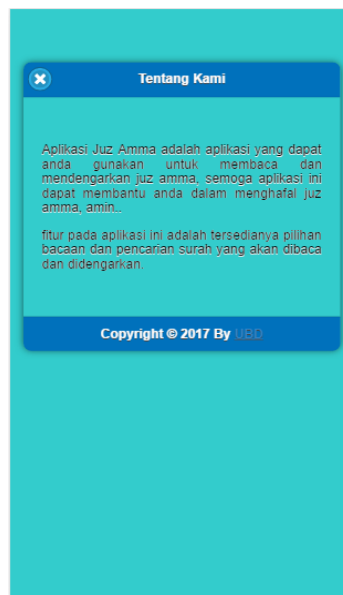 Tentang Kami
Aplikasi Juz Amma adalah aplikasi yang dapat
anda gunakan untuk membaca dan
mendengarkan juz amma, semoga aplikasi ini
dapat membantu anda dalam menghafal juz
amma, amin..
fitur pada aplikasi ini adalah tersedianya pilihan
bacaan dan pencarian surah yang akan dibaca
dan didengarkan.
Copyright © 2017 By UBD